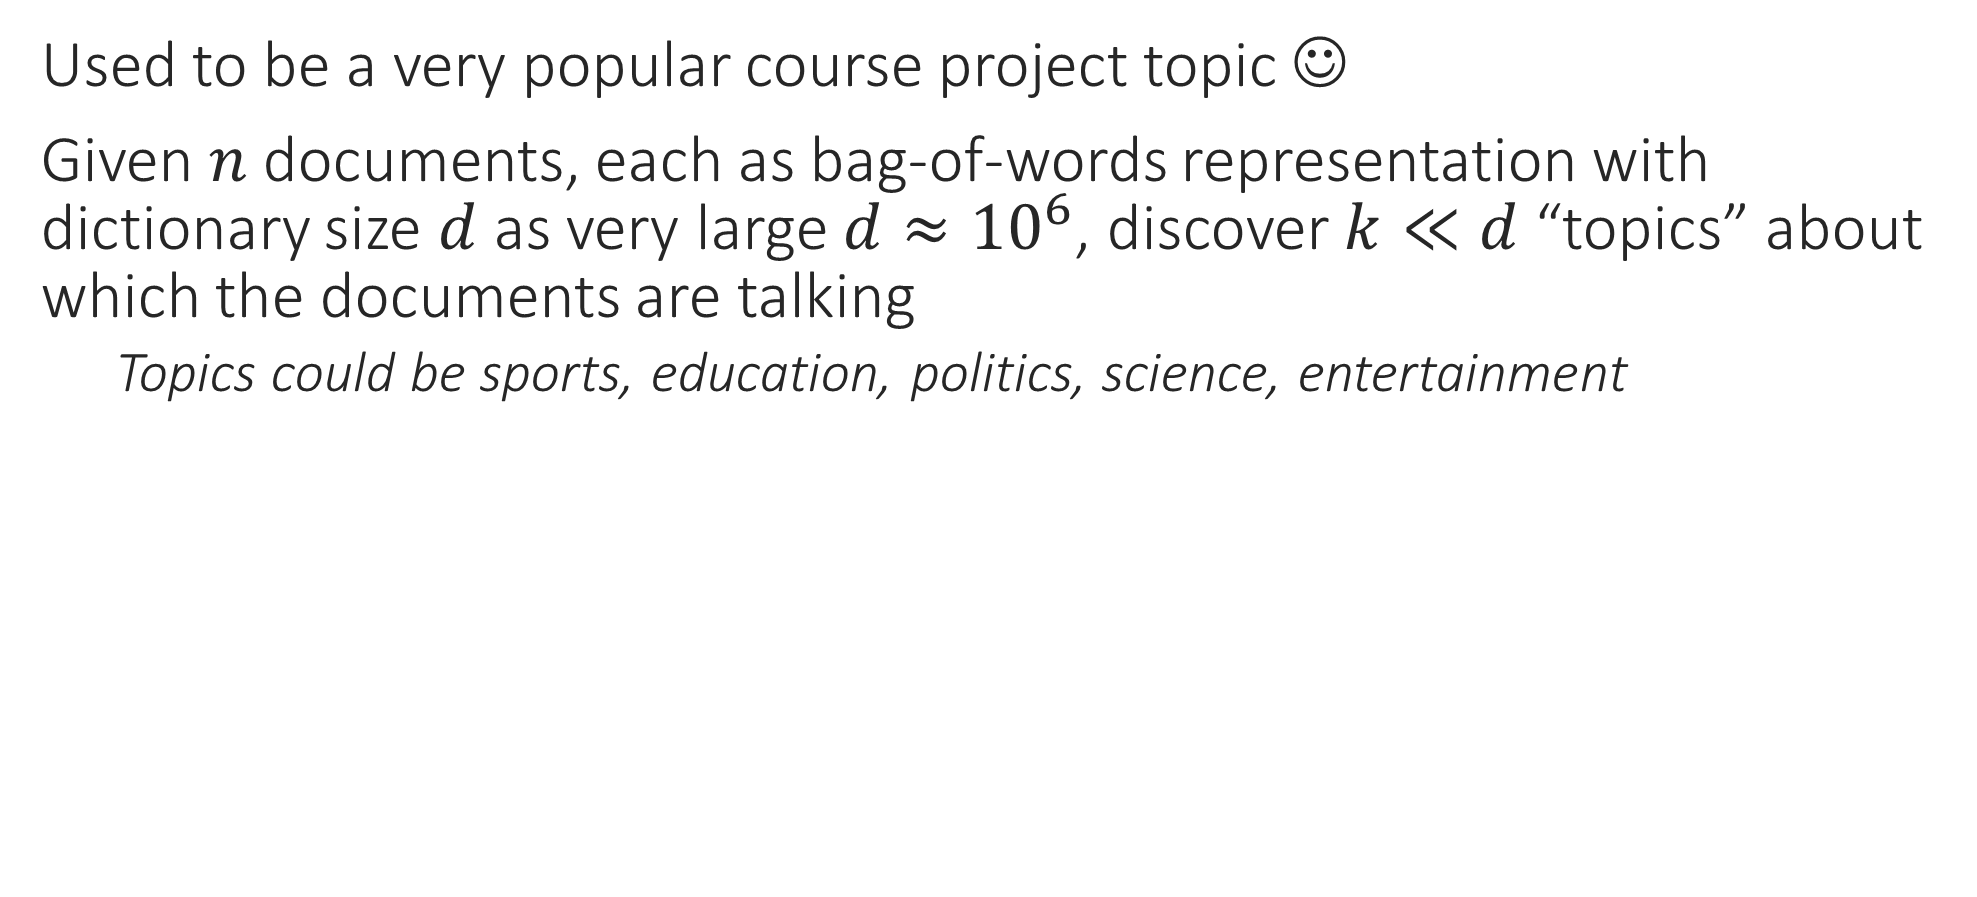 Used to be a very popular course project topic ☺
Given n documents, each as bag-of-words representation with
dictionary size d as very large d ≈ 10⁶, discover k ≪ d “topics” about
which the documents are talking
Topics could be sports, education, politics, science, entertainment